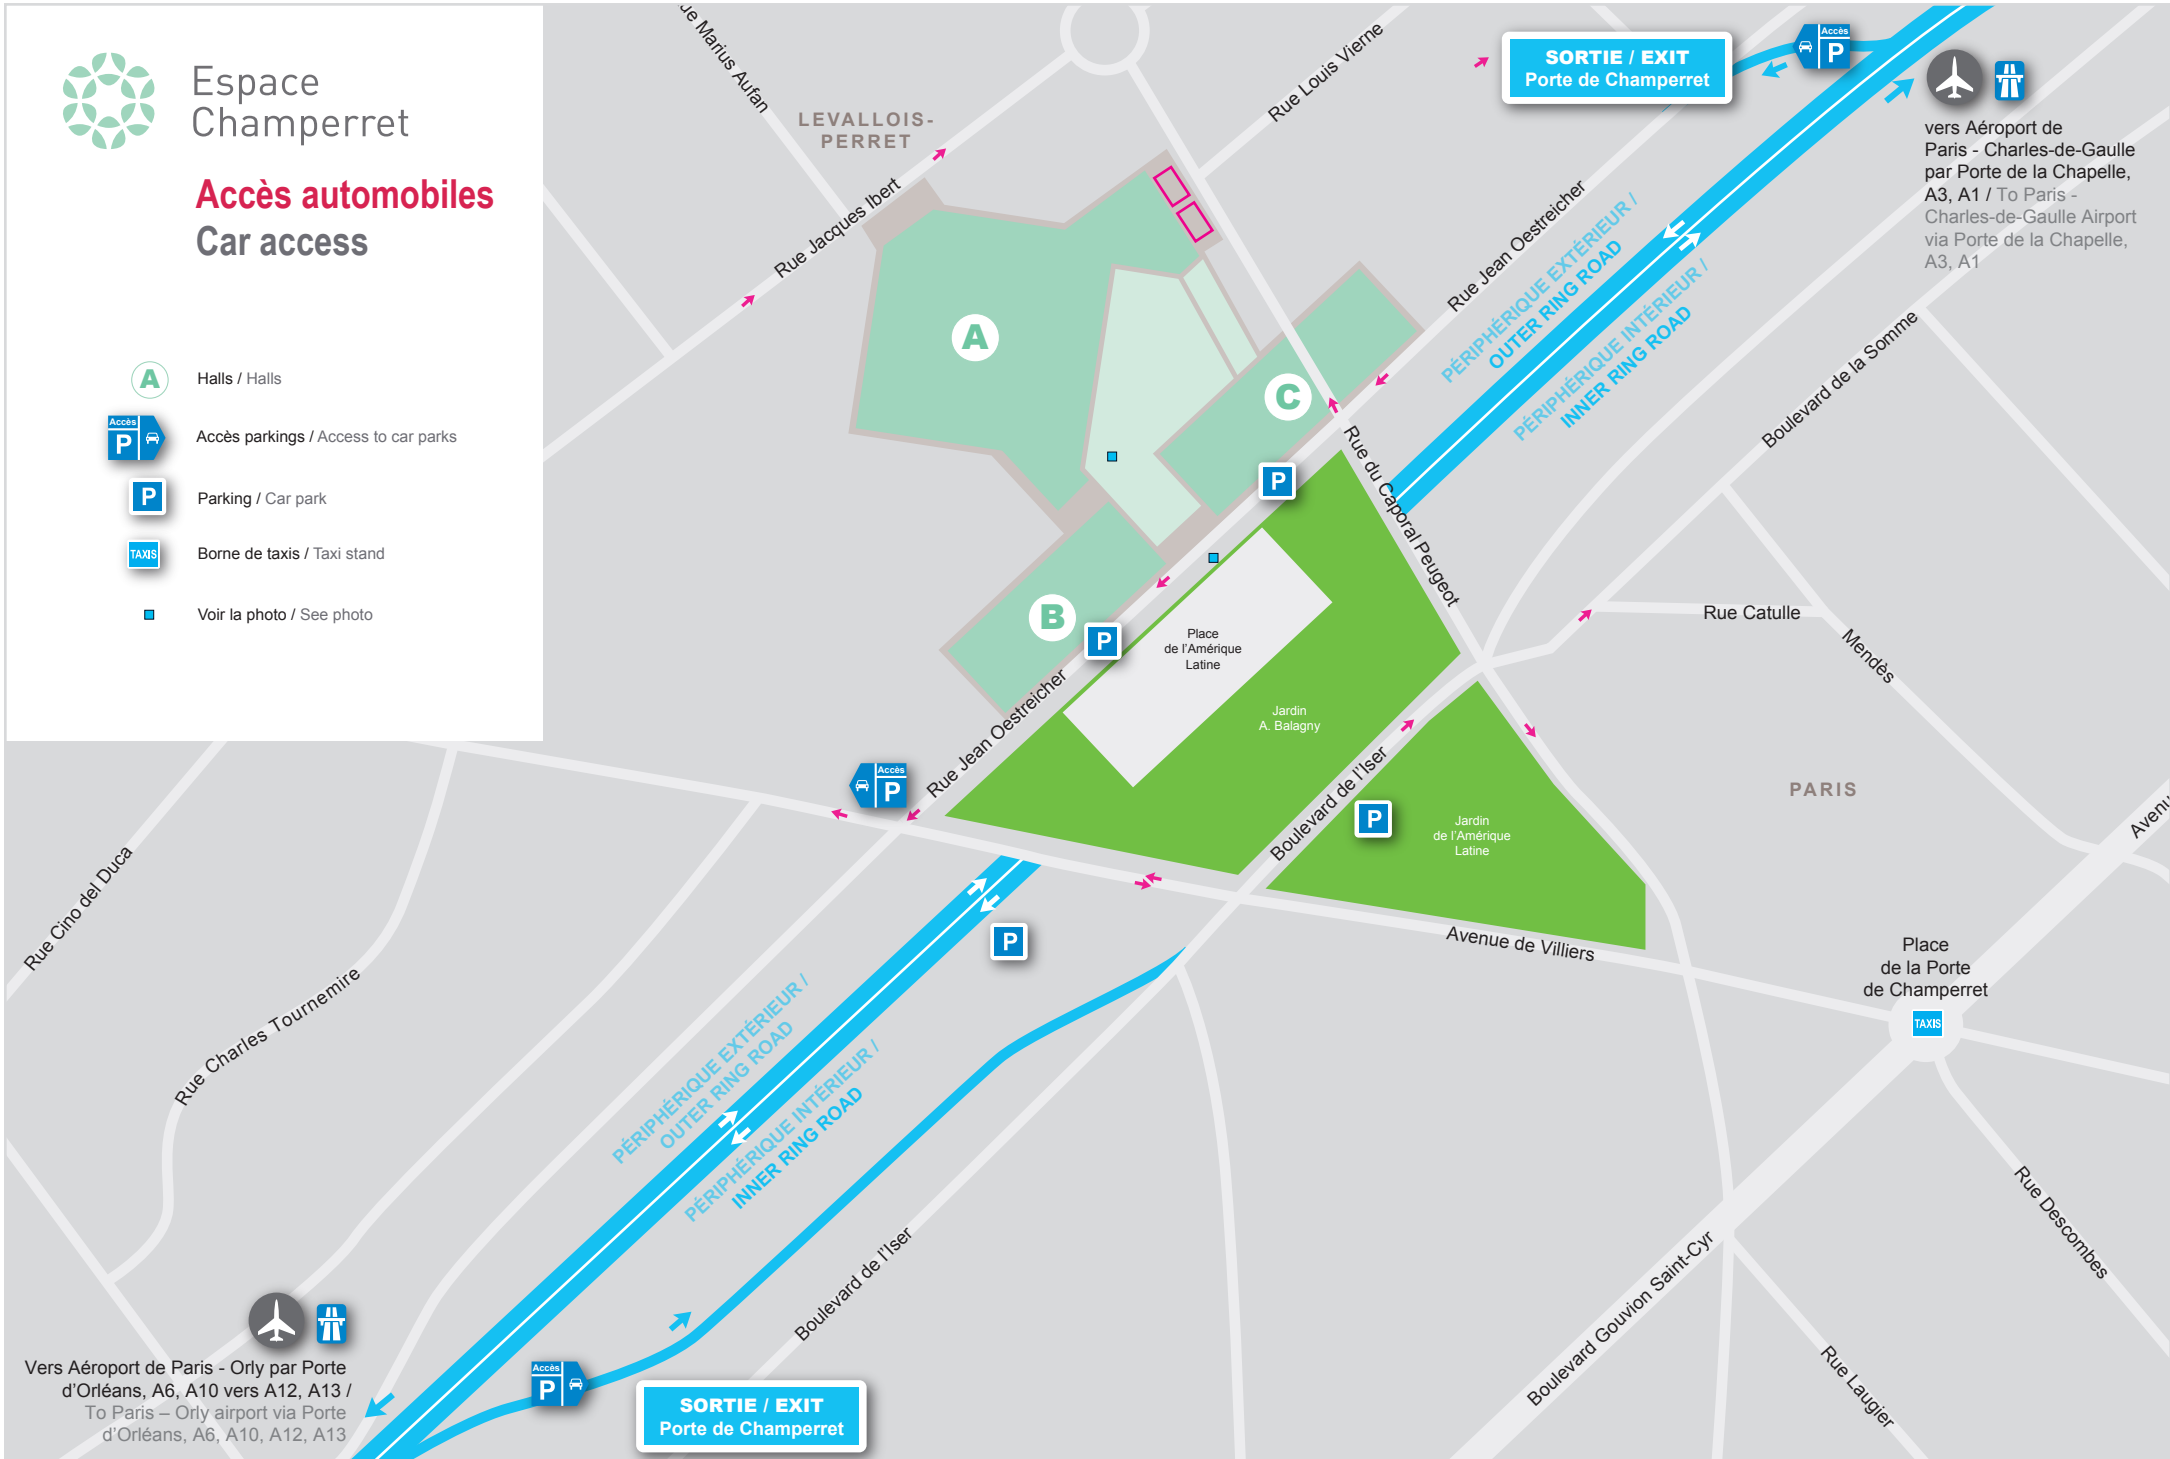 Espace
Champerret
Accès automobiles
Car access
A
Halls / Halls
Accès
P
Accès parkings / Access to car parks
P
Parking / Car park
TAXIS
Borne de taxis / Taxi stand
Voir la photo / See photo
Rue Marius Aufan
LEVALLOIS-
PERRET
Rue Louis Vierne
Rue Jacques Ibert
SORTIE / EXIT
Porte de Champerret
Accès
P
vers Aéroport de
Paris - Charles-de-Gaulle
par Porte de la Chapelle,
A3, A1 / To Paris -
Charles-de-Gaulle Airport
via Porte de la Chapelle,
A3, A1
Rue Jean Oestreicher
PÉRIPHÉRIQUE EXTÉRIEUR /
OUTER RING ROAD
PÉRIPHÉRIQUE INTÉRIEUR /
INNER RING ROAD
Boulevard de la Somme
A
C
B
P
P
Rue du Caporal Peugeot
Place
de l'Amérique
Latine
Jardin
A. Balagny
Rue Catulle
Mendès
Rue Jean Oestreicher
Accès
P
Boulevard de l'Iser
P
Jardin
de l'Amérique
Latine
PARIS
Avenu
Avenue de Villiers
Place
de la Porte
de Champerret
TAXIS
P
Rue Cino del Duca
Rue Charles Tournemire
PÉRIPHÉRIQUE EXTÉRIEUR /
OUTER RING ROAD
PÉRIPHÉRIQUE INTÉRIEUR /
INNER RING ROAD
Boulevard de l'Iser
Rue Descombes
Boulevard Gouvion Saint-Cyr
Rue Laugier
Vers Aéroport de Paris - Orly par Porte
d'Orléans, A6, A10 vers A12, A13 /
To Paris – Orly airport via Porte
d'Orléans, A6, A10, A12, A13
Accès
P
SORTIE / EXIT
Porte de Champerret